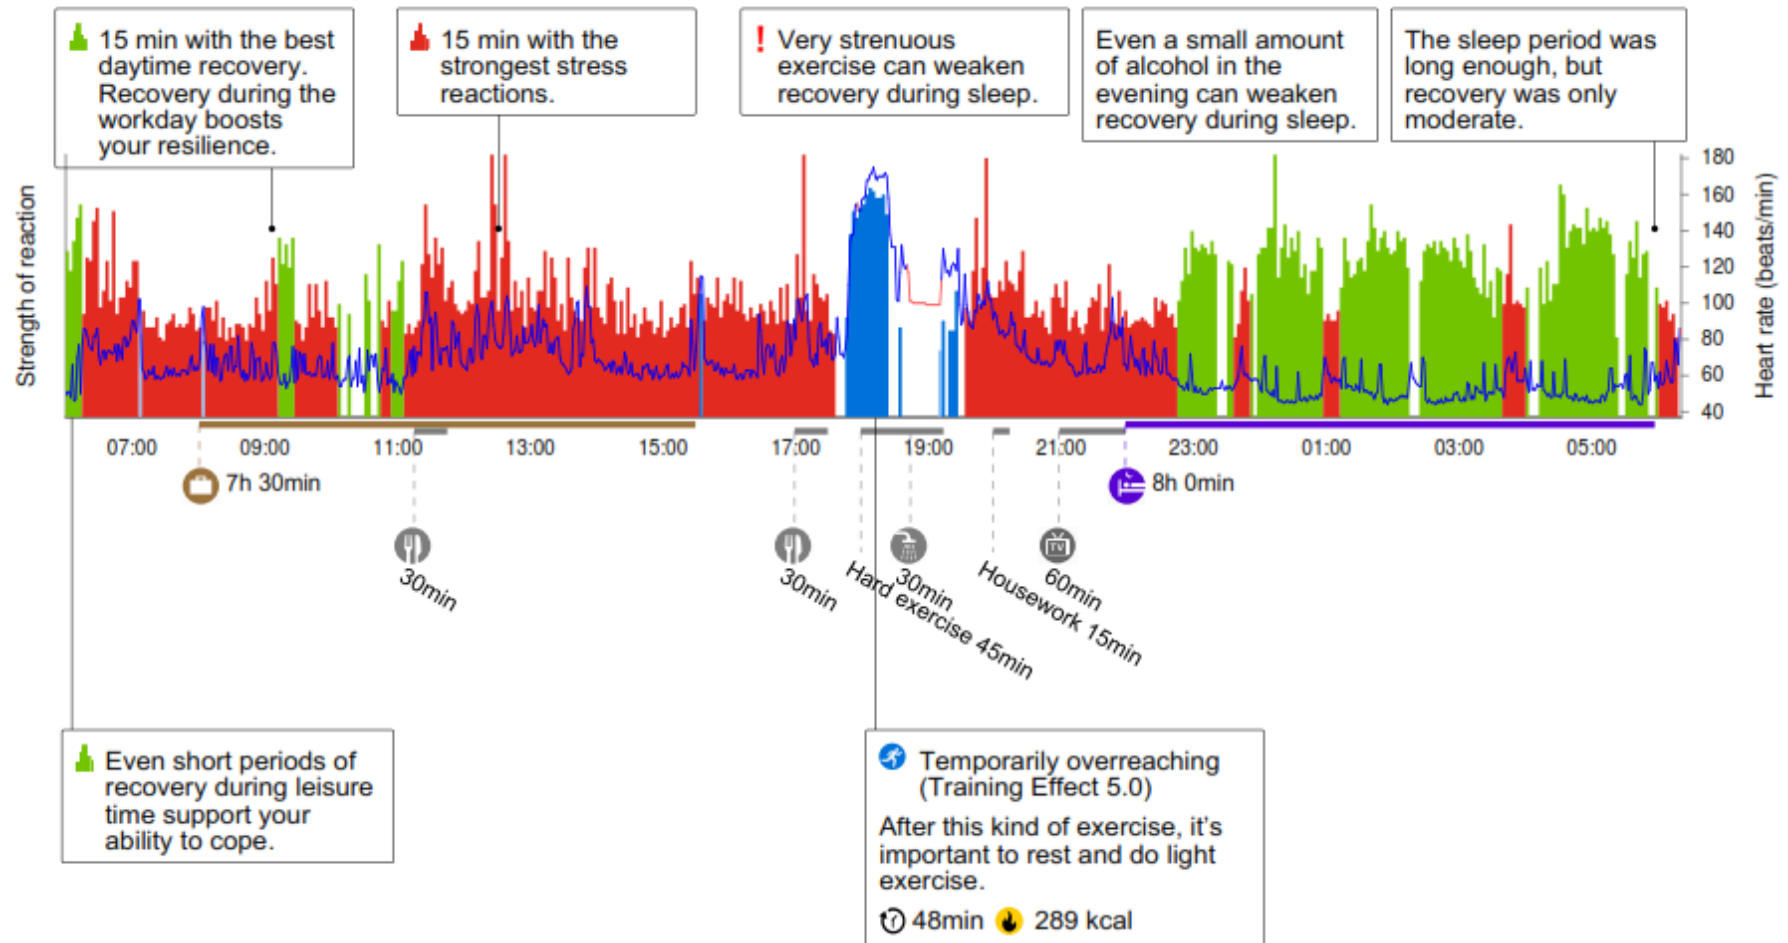 15 min with the best
daytime recovery.
Recovery during the
workday boosts
your resilience.
15 min with the
strongest stress
reactions.
! Very strenuous
exercise can weaken
recovery during sleep.
Even a small amount
of alcohol in the
evening can weaken
recovery during sleep.
The sleep period was
long enough, but
recovery was only
moderate.
Strength of reaction
180
160
140
120
100
80
60
40
Heart rate (beats/min)
07:00 09:00 11:00 13:00 15:00 17:00 19:00 21:00 23:00 01:00 03:00 05:00
7h 30min
8h 0min
TV
30min
30min
Hard exercise 45min
30min
Housework 15min
60min
Even short periods of
recovery during leisure
time support your
ability to cope.
Temporarily overreaching
(Training Effect 5.0)
After this kind of exercise, it's
important to rest and do light
exercise.
48min 289 kcal